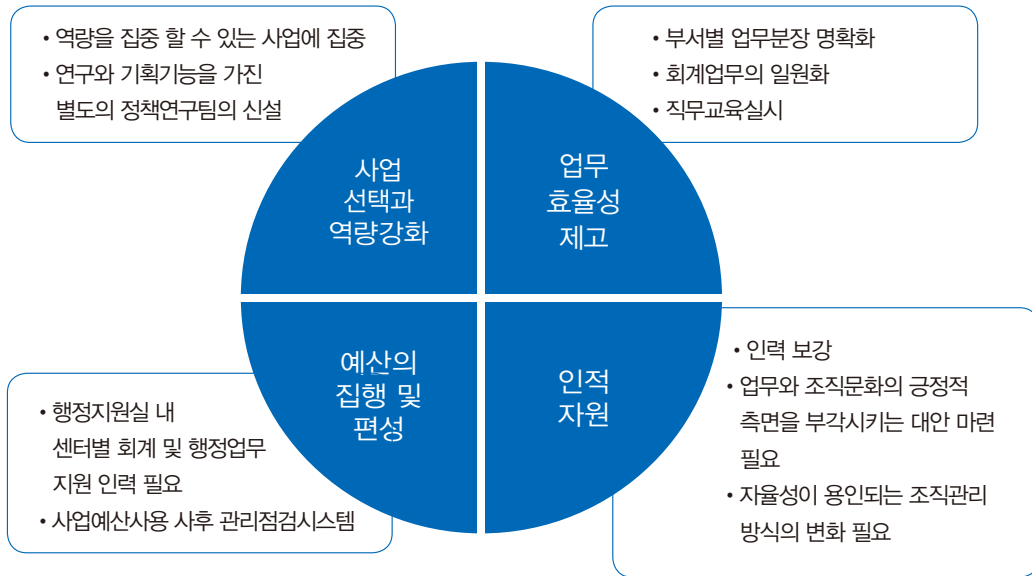 • 역량을 집중 할 수 있는 사업에 집중
• 연구와 기획기능을 가진
별도의 정책연구팀의 신설
• 부서별 업무분장 명확화
• 회계업무의 일원화
• 직무교육실시
사업
선택과
역량강화
업무
효율성
제고
예산의
집행 및
편성
인적
자원
• 행정지원실 내
센터별 회계 및 행정업무
지원 인력 필요
• 사업예산사용 사후 관리점검시스템
• 인력 보강
• 업무와 조직문화의 긍정적
측면을 부각시키는 대안 마련
필요
• 자율성이 용인되는 조직관리
방식의 변화 필요